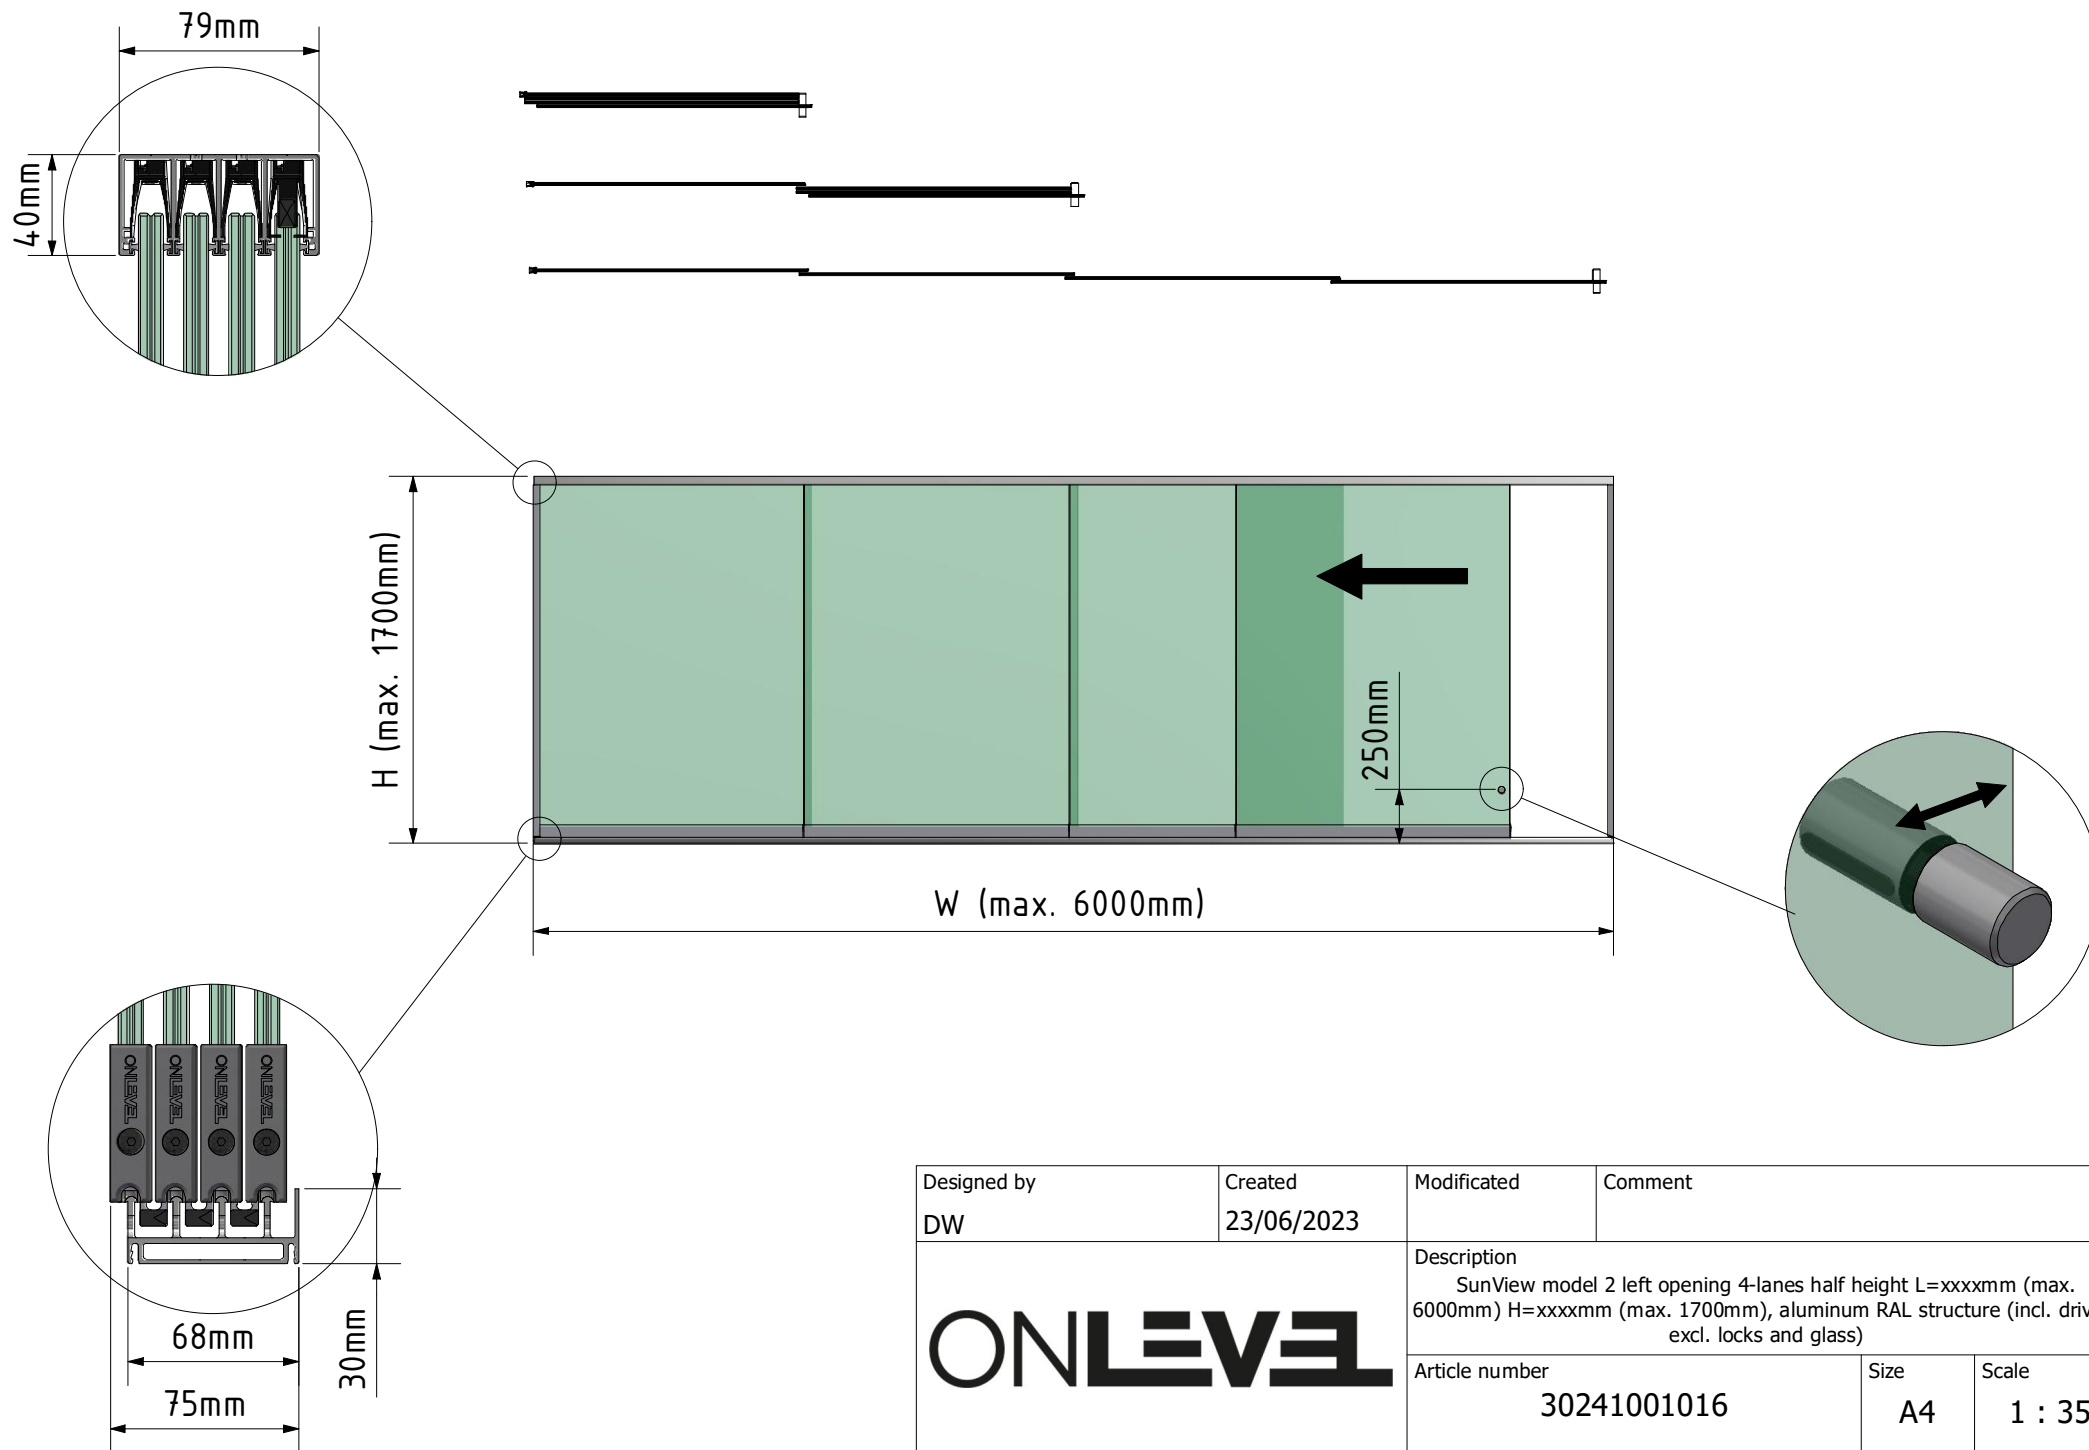 79mm
40mm
H (max. 1700mm)
250mm
W (max. 6000mm)
ONLEVEL
ONLEVEL
ONLEVEL
ONLEVEL
68mm
75mm
30mm
Designed by
DW
Created
23/06/2023
Modificated
Comment
ONLEVEL
Description
SunView model 2 left opening 4-lanes half height L=xxxxmm (max.
6000mm) H=xxxxmm (max. 1700mm), aluminum RAL structure (incl. driv
excl. locks and glass)
Article number
30241001016
Size
A4
Scale
1 : 35